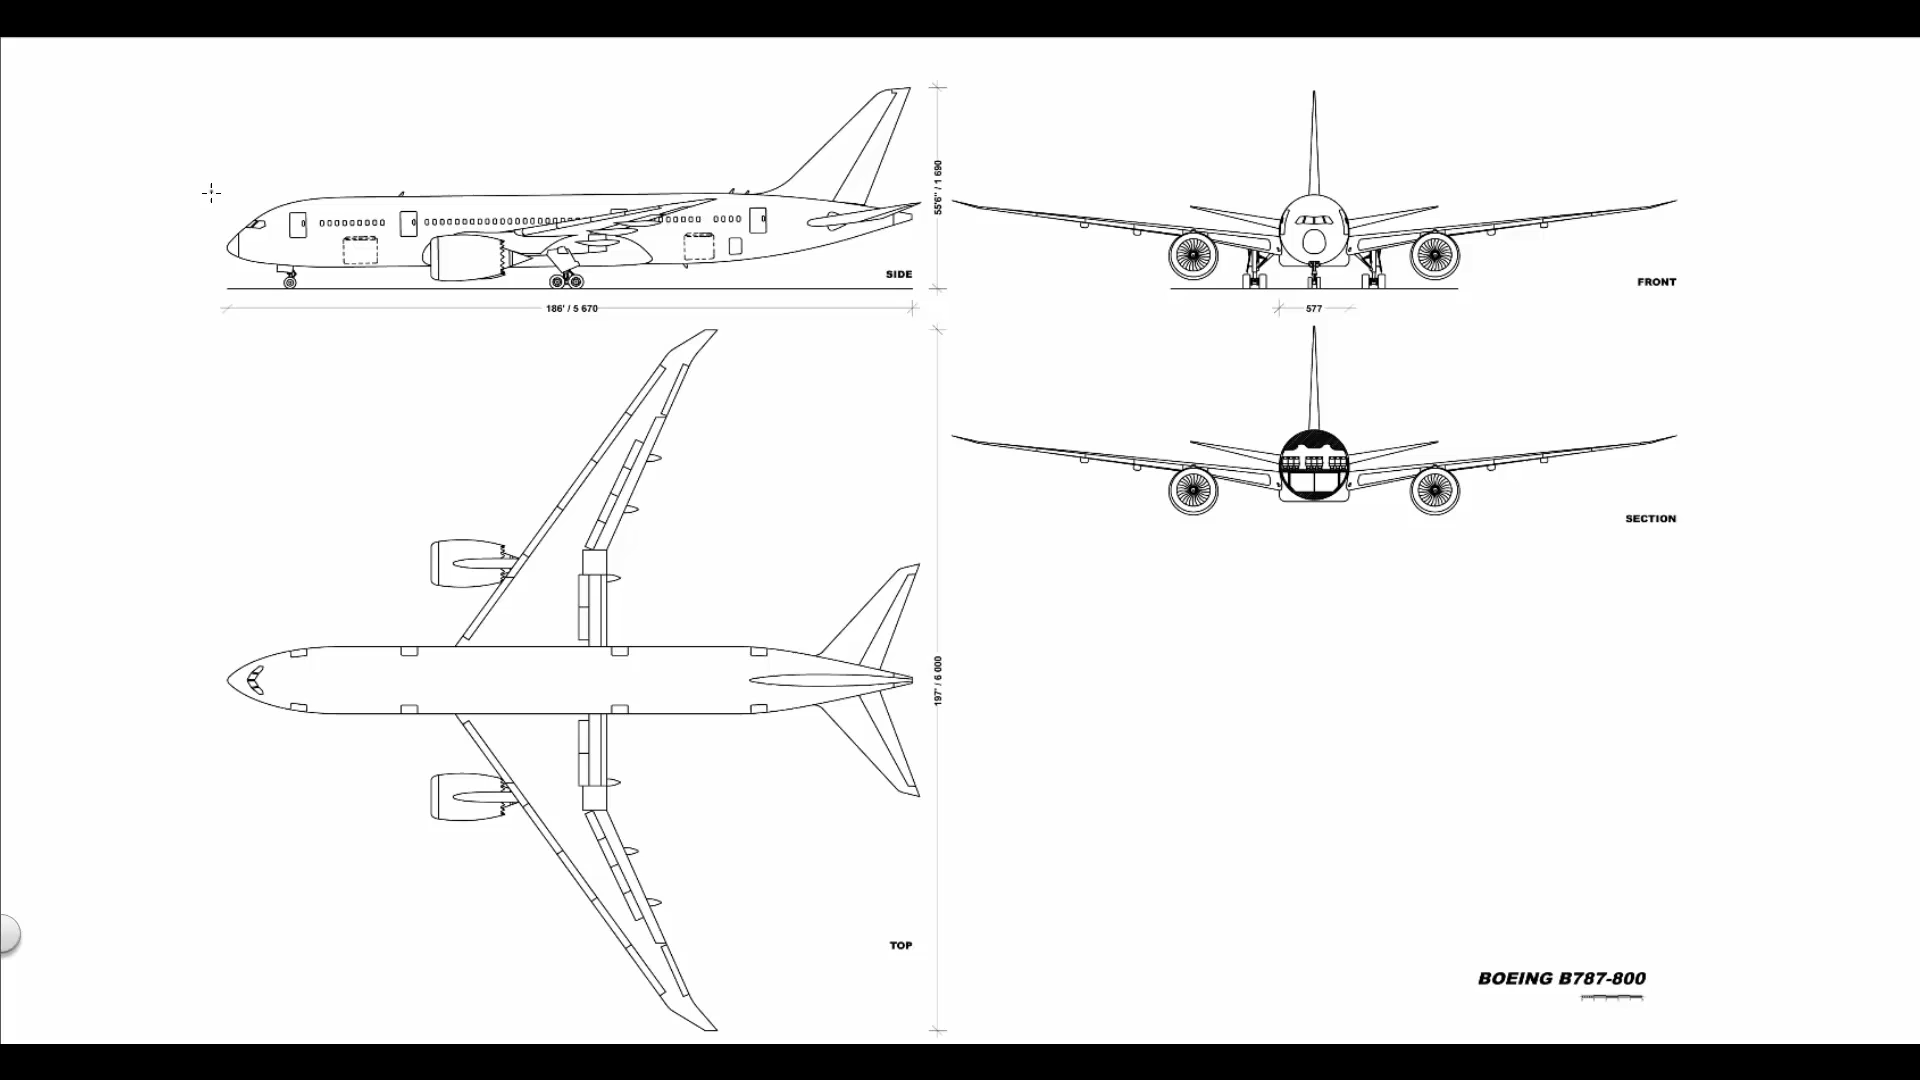 55'6" / 1 690
SIDE
FRONT
186' / 5 670
577
SECTION
197' / 6 000
TOP
BOEING B787-800